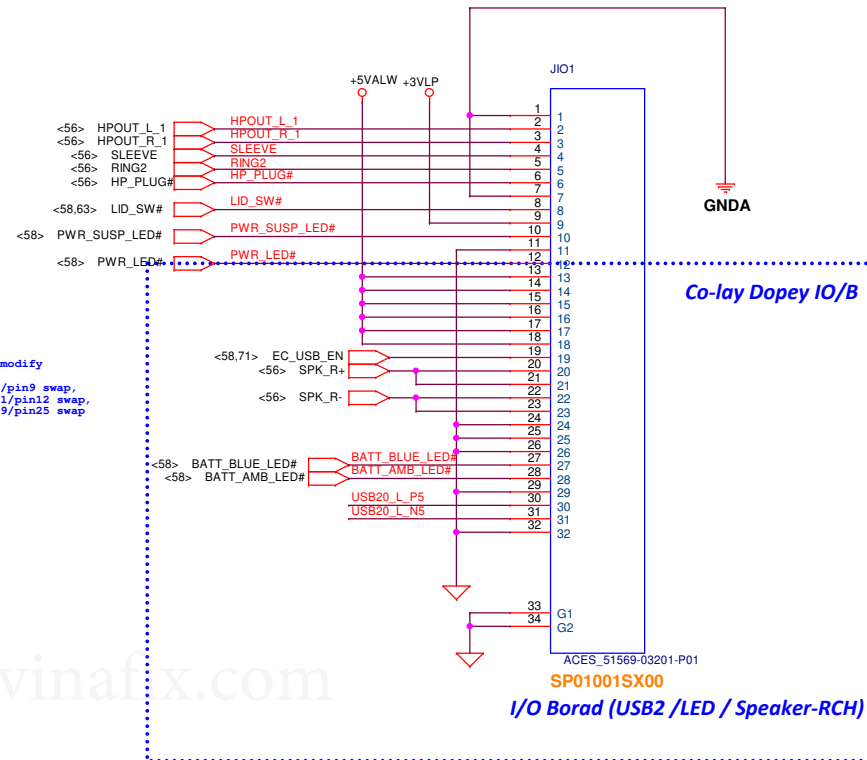 JIO1
+5VALW +3VLP
1 1
<56> HPOUT_L_1 HPOUT_L_1 2 2
<56> HPOUT_R_1 HPOUT_R_1 3 3
<56> SLEEVE SLEEVE 4 4
<56> RING2 RING2 5 5
<56> HP_PLUG# HP_PLUG# 6 6
7 7
GNDA
<58,63> LID_SW# LID_SW# 8 8
9 9
<58> PWR_SUSP_LED# PWR_SUSP_LED# 10 10
11 11
<58> PWR_LED# PWR_LED# 12 12
13 13
Co-lay Dopey IO/B
14 14
15 15
16 16
17 17
18 18
<58,71> EC_USB_EN 19 19
modify
<56> SPK_R+ 20 20
21 21
/pin9 swap,
<56> SPK_R- 22 22
1/pin12 swap,
23 23
9/pin25 swap
24 24
25 25
26 26
<58> BATT_BLUE_LED# BATT_BLUE_LED# 27 27
<58> BATT_AMB_LED# BATT_AMB_LED# 28 28
29 29
USB20_L_P5 30 30
USB20_L_N5 31 31
32 32
33 G1
34 G2
ACES_51569-03201-P01
vinafix.com
SP01001SX00
I/O Borad (USB2 /LED / Speaker-RCH)